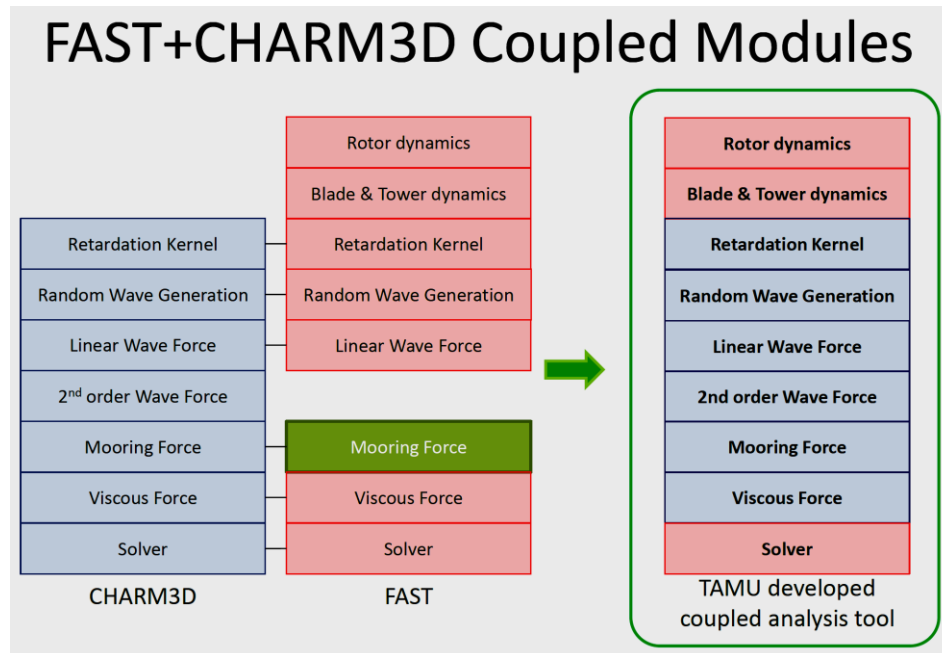 FAST+CHARM3D Coupled Modules
Retardation Kernel
Random Wave Generation
Linear Wave Force
2nd order Wave Force
Mooring Force
Viscous Force
Solver
CHARM3D
Rotor dynamics
Blade & Tower dynamics
Retardation Kernel
Random Wave Generation
Linear Wave Force
Mooring Force
Viscous Force
Solver
FAST
Rotor dynamics
Blade & Tower dynamics
Retardation Kernel
Random Wave Generation
Linear Wave Force
2nd order Wave Force
Mooring Force
Viscous Force
Solver
TAMU developed
coupled analysis tool